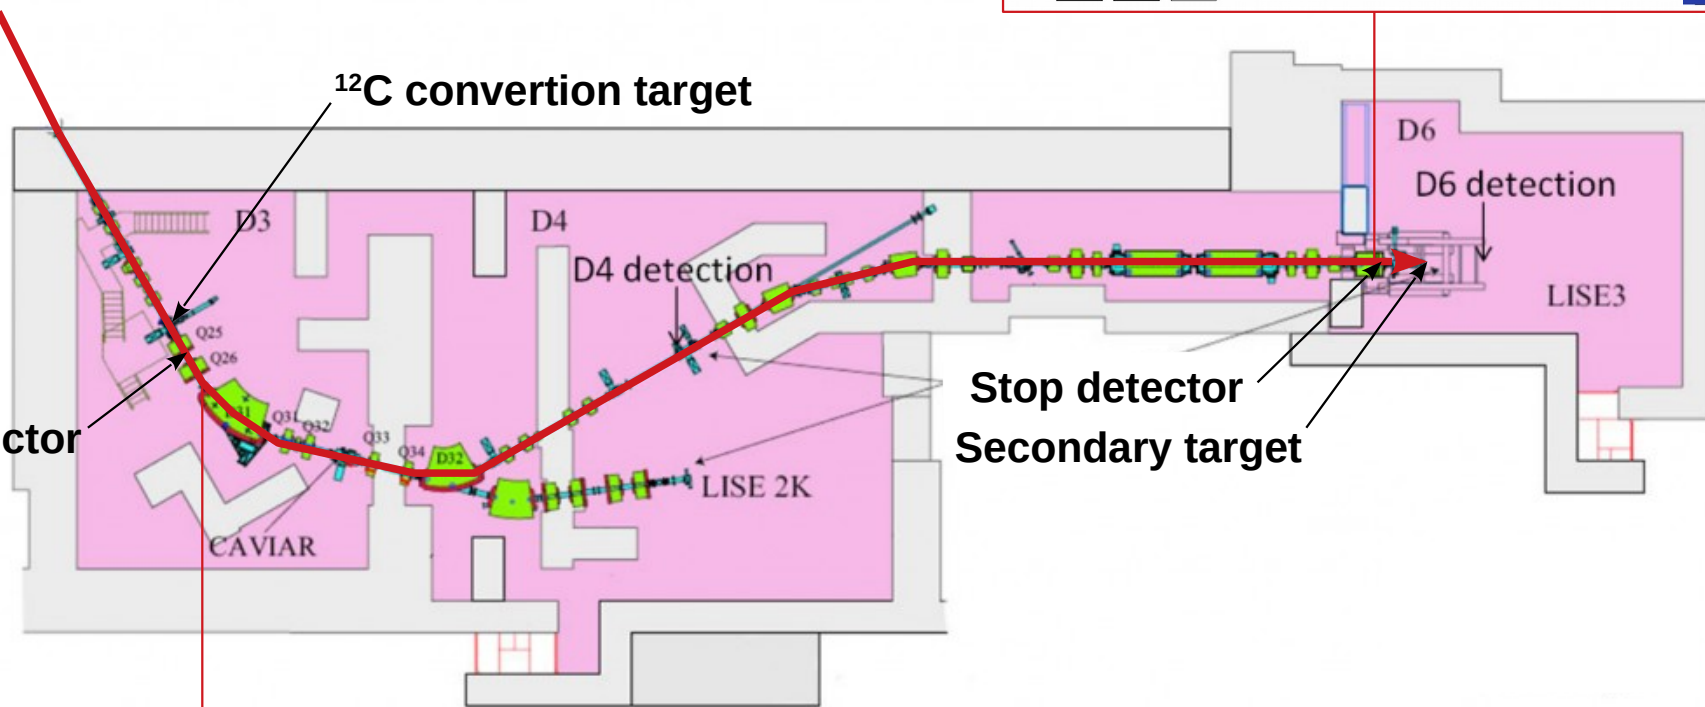 ¹²C convertion target
D6
D6 detection
D3
D4
D4 detection
LISE3
Q25
Q26
Stop detector
D31
Q31
Q32
Q33
ctor
Q34
D32
Secondary target
LISE 2K
CAVIAR